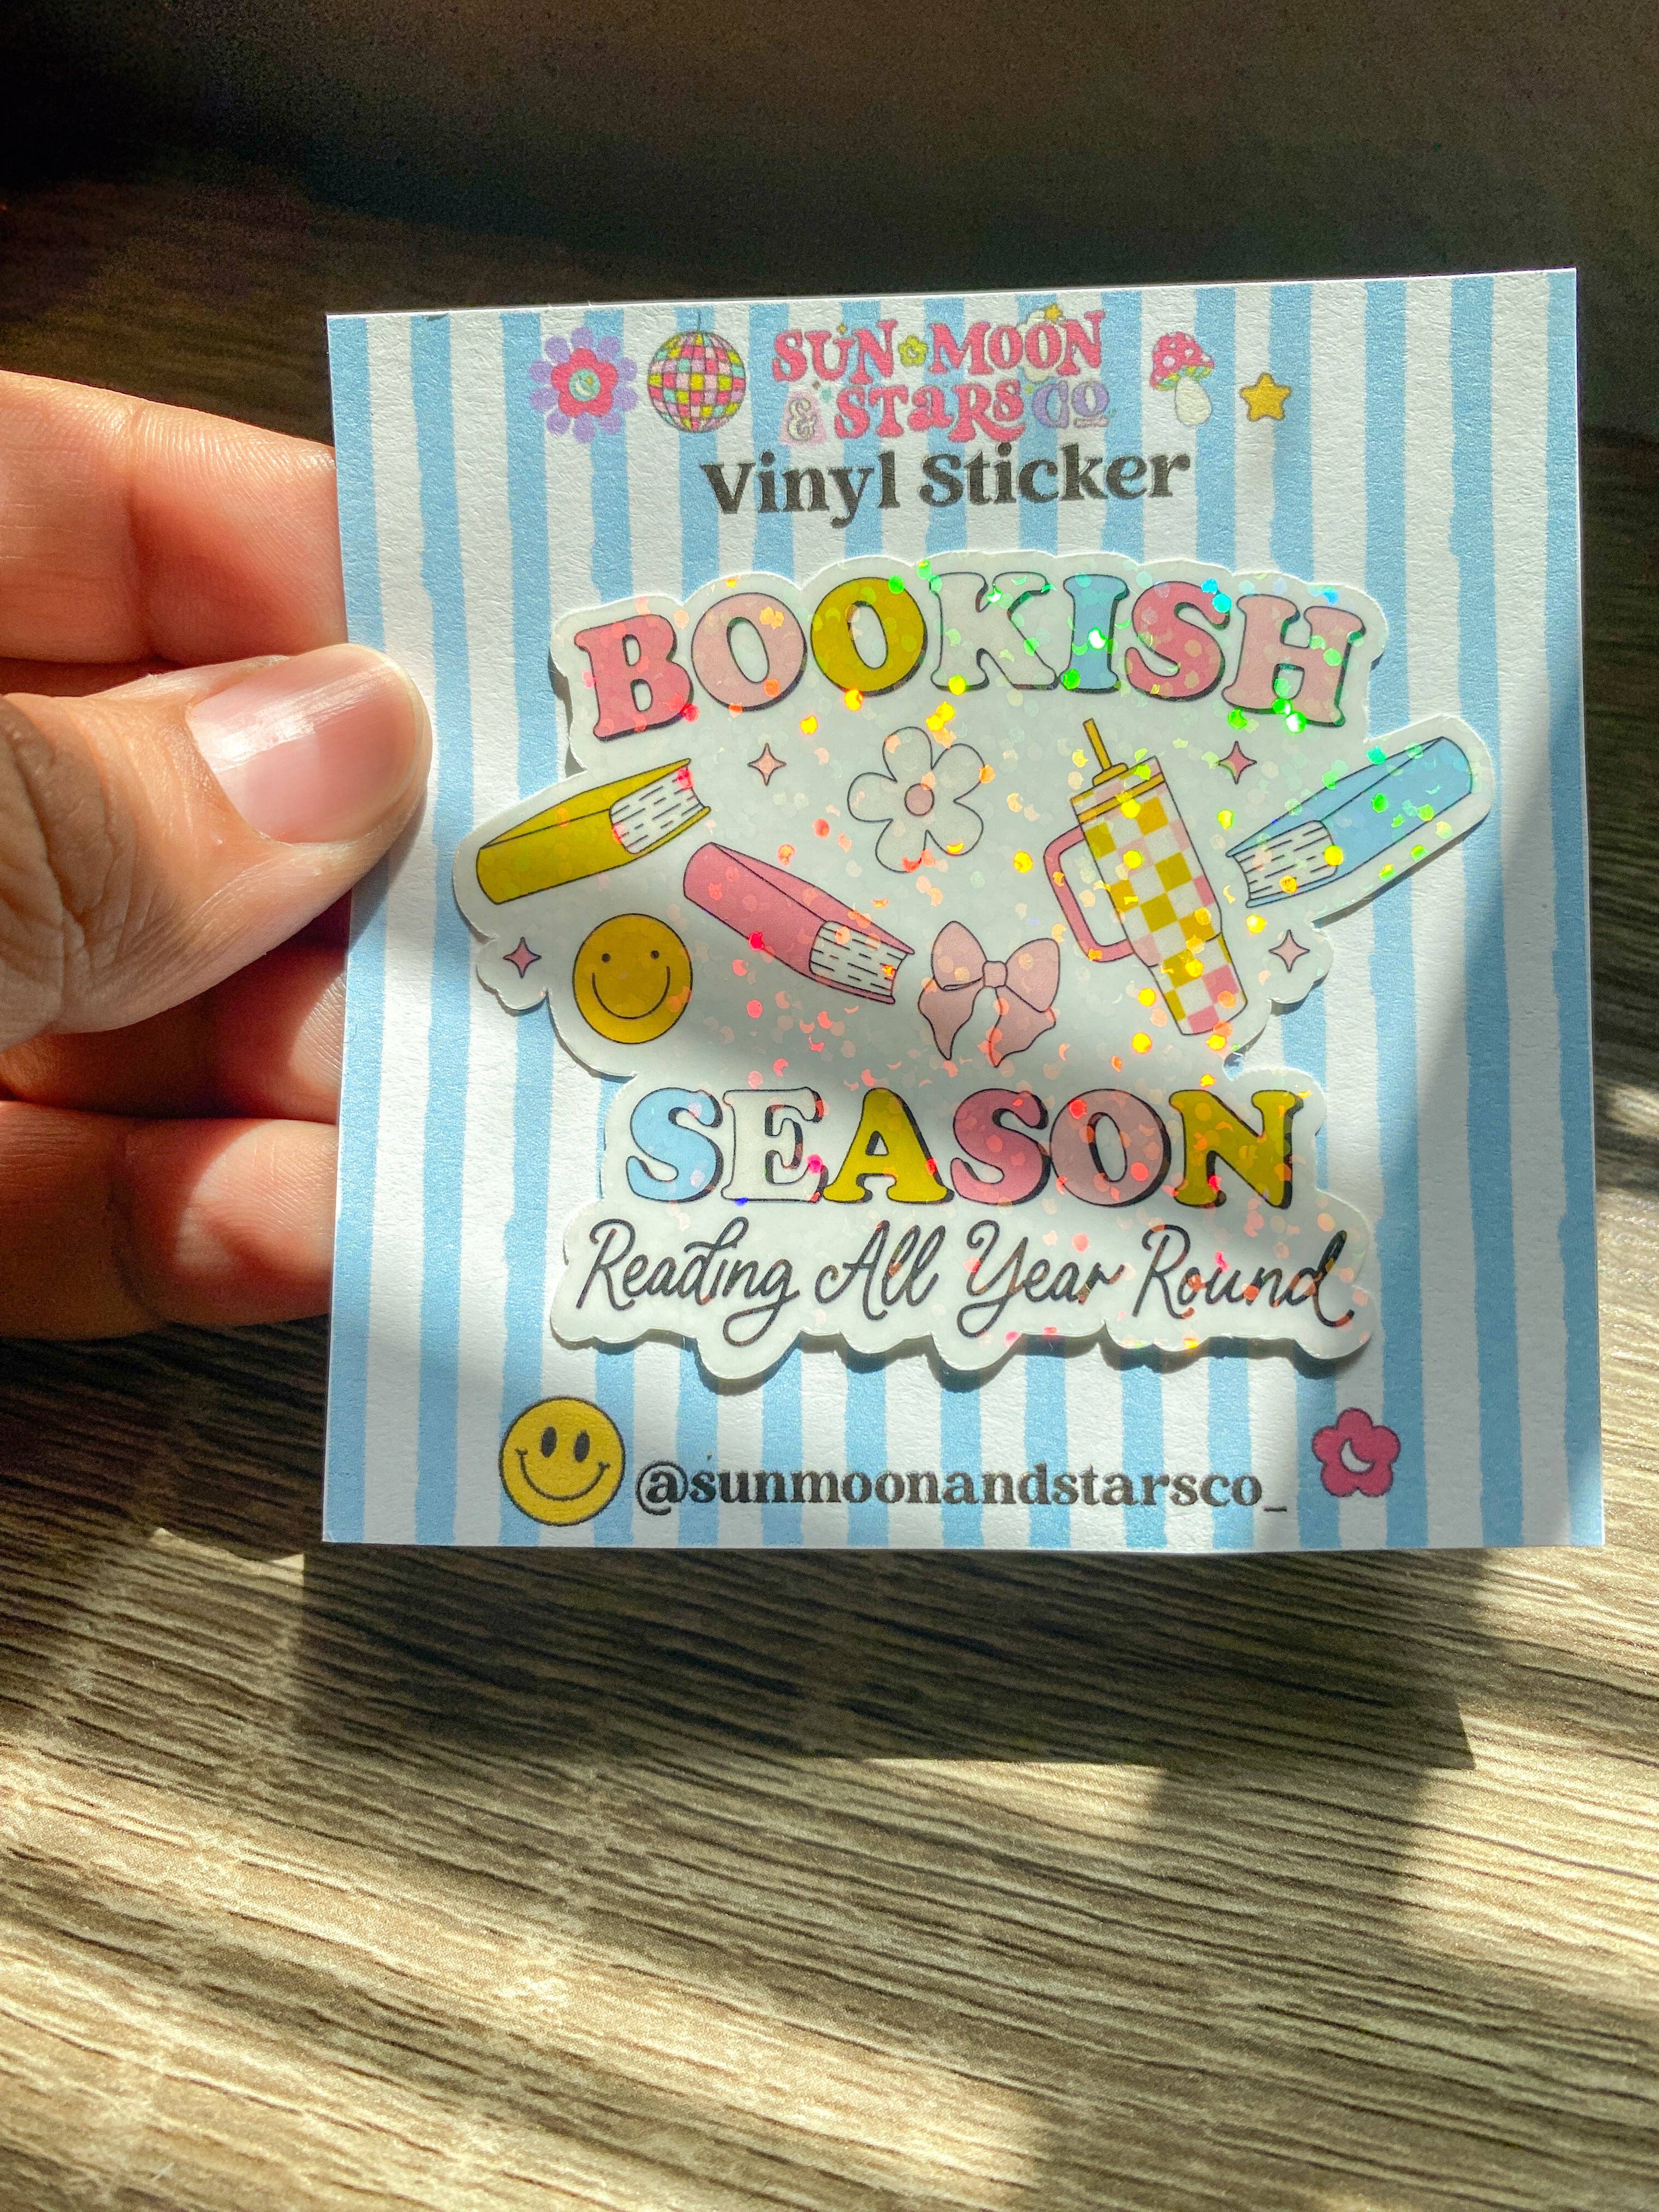 SUN MOON
& STARS CO
Vinyl Sticker
BOOKISH
SEASON
Reading All Year Round
@sunmoonandstarsco_